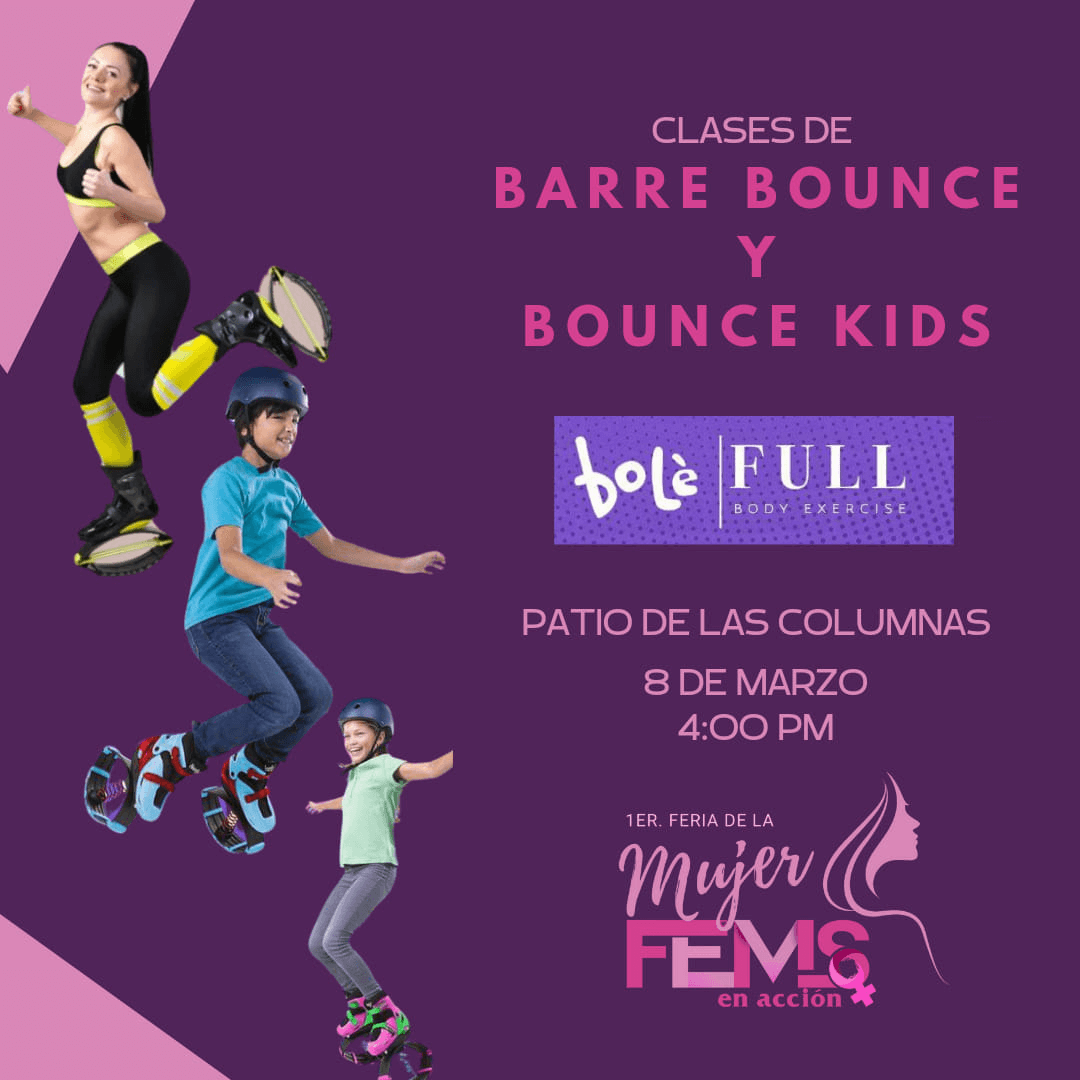 CLASES DE
BARRE BOUNCE
Y
BOUNCE KIDS
bolè FULL
BODY EXERCISE
PATIO DE LAS COLUMNAS
8 DE MARZO
4:00 PM
1ER. FERIA DE LA
Mujer
FEMS
en acción